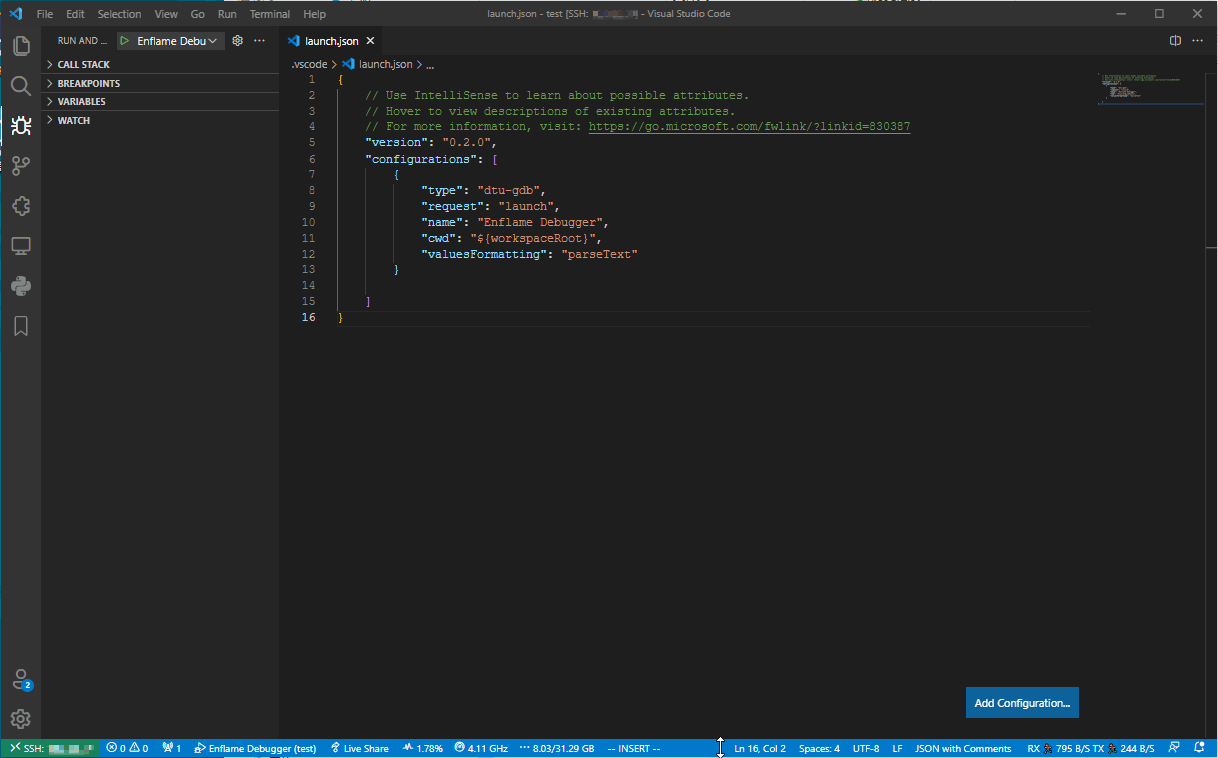 File Edit Selection View Go Run Terminal Help
launch.json - test [SSH: ] - Visual Studio Code
RUN AND ...
Enflame Debu
...
launch.json
.vscode > launch.json > ...
CALL STACK
BREAKPOINTS
VARIABLES
WATCH
1 {
2 // Use IntelliSense to learn about possible attributes.
3 // Hover to view descriptions of existing attributes.
4 // For more information, visit: https://go.microsoft.com/fwlink/?linkid=830387
5 "version": "0.2.0",
6 "configurations": [
7 {
8 "type": "dtu-gdb",
9 "request": "launch",
10 "name": "Enflame Debugger",
11 "cwd": "${workspaceRoot}",
12 "valuesFormatting": "parseText"
13 }
14
15 ]
16 }
Add Configuration...
2
SSH: 0 0 1 Enflame Debugger (test) Live Share 1.78% 4.11 GHz 8.03/31.29 GB -- INSERT -- Ln 16, Col 2 Spaces: 4 UTF-8 LF JSON with Comments RX 795 B/S TX 244 B/S